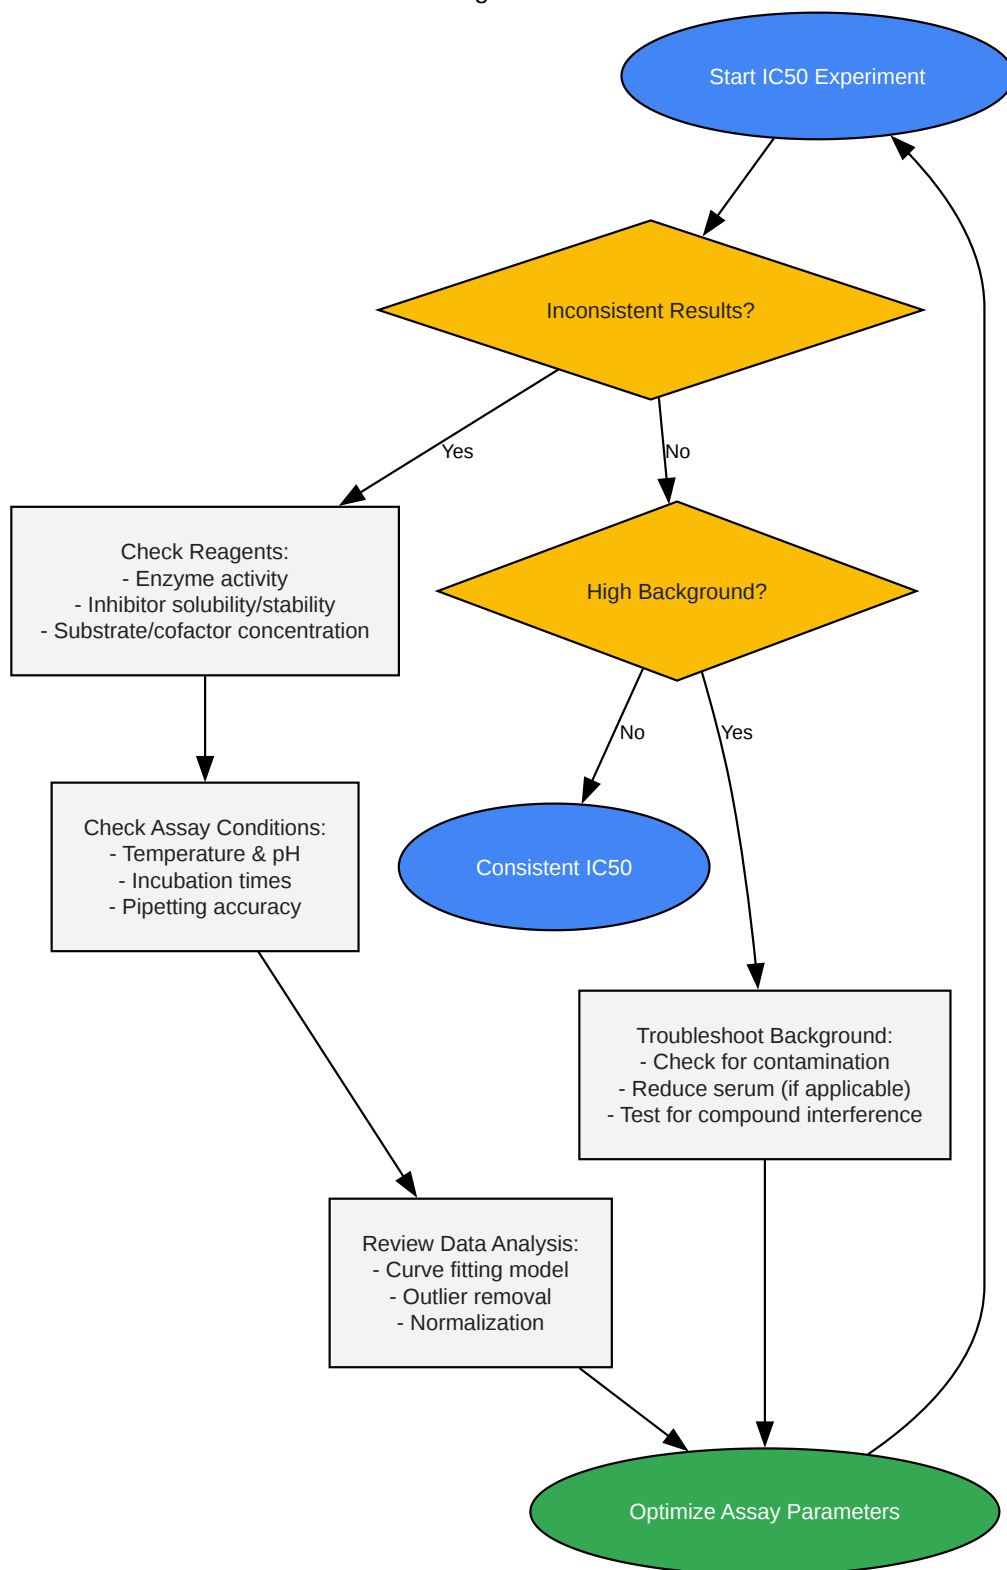 Start IC50 Experiment
Inconsistent Results?
Yes
No
Check Reagents:
- Enzyme activity
- Inhibitor solubility/stability
- Substrate/cofactor concentration
High Background?
No
Yes
Check Assay Conditions:
- Temperature & pH
- Incubation times
- Pipetting accuracy
Consistent IC50
Troubleshoot Background:
- Check for contamination
- Reduce serum (if applicable)
- Test for compound interference
Review Data Analysis:
- Curve fitting model
- Outlier removal
- Normalization
Optimize Assay Parameters